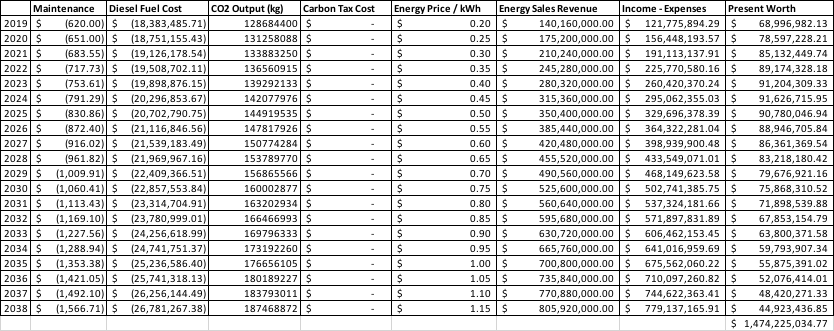 Maintenance Diesel Fuel Cost CO2 Output (kg) Carbon Tax Cost Energy Price / kWh Energy Sales Revenue Income - Expenses Present Worth
2019 $ (620.00) $ (18,383,485.71) 128684400 $ - $ 0.20 $ 140,160,000.00 $ 121,775,894.29 $ 68,996,982.13
2020 $ (651.00) $ (18,751,155.43) 131258088 $ - $ 0.25 $ 175,200,000.00 $ 156,448,193.57 $ 78,597,228.21
2021 $ (683.55) $ (19,126,178.54) 133883250 $ - $ 0.30 $ 210,240,000.00 $ 191,113,137.91 $ 85,132,449.74
2022 $ (717.73) $ (19,508,702.11) 136560915 $ - $ 0.35 $ 245,280,000.00 $ 225,770,580.16 $ 89,174,328.18
2023 $ (753.61) $ (19,898,876.15) 139292133 $ - $ 0.40 $ 280,320,000.00 $ 260,420,370.24 $ 91,204,309.33
2024 $ (791.29) $ (20,296,853.67) 142077976 $ - $ 0.45 $ 315,360,000.00 $ 295,062,355.03 $ 91,626,715.95
2025 $ (830.86) $ (20,702,790.75) 144919535 $ - $ 0.50 $ 350,400,000.00 $ 329,696,378.39 $ 90,780,046.94
2026 $ (872.40) $ (21,116,846.56) 147817926 $ - $ 0.55 $ 385,440,000.00 $ 364,322,281.04 $ 88,946,705.84
2027 $ (916.02) $ (21,539,183.49) 150774284 $ - $ 0.60 $ 420,480,000.00 $ 398,939,900.48 $ 86,361,369.54
2028 $ (961.82) $ (21,969,967.16) 153789770 $ - $ 0.65 $ 455,520,000.00 $ 433,549,071.01 $ 83,218,180.42
2029 $ (1,009.91) $ (22,409,366.51) 156865566 $ - $ 0.70 $ 490,560,000.00 $ 468,149,623.58 $ 79,676,921.16
2030 $ (1,060.41) $ (22,857,553.84) 160002877 $ - $ 0.75 $ 525,600,000.00 $ 502,741,385.75 $ 75,868,310.52
2031 $ (1,113.43) $ (23,314,704.91) 163202934 $ - $ 0.80 $ 560,640,000.00 $ 537,324,181.66 $ 71,898,539.88
2032 $ (1,169.10) $ (23,780,999.01) 166466993 $ - $ 0.85 $ 595,680,000.00 $ 571,897,831.89 $ 67,853,154.79
2033 $ (1,227.56) $ (24,256,618.99) 169796333 $ - $ 0.90 $ 630,720,000.00 $ 606,462,153.45 $ 63,800,371.58
2034 $ (1,288.94) $ (24,741,751.37) 173192260 $ - $ 0.95 $ 665,760,000.00 $ 641,016,959.69 $ 59,793,907.34
2035 $ (1,353.38) $ (25,236,586.40) 176656105 $ - $ 1.00 $ 700,800,000.00 $ 675,562,060.22 $ 55,875,391.02
2036 $ (1,421.05) $ (25,741,318.13) 180189227 $ - $ 1.05 $ 735,840,000.00 $ 710,097,260.82 $ 52,076,414.01
2037 $ (1,492.10) $ (26,256,144.49) 183793011 $ - $ 1.10 $ 770,880,000.00 $ 744,622,363.41 $ 48,420,271.33
2038 $ (1,566.71) $ (26,781,267.38) 187468872 $ - $ 1.15 $ 805,920,000.00 $ 779,137,165.91 $ 44,923,436.85
$ 1,474,225,034.77